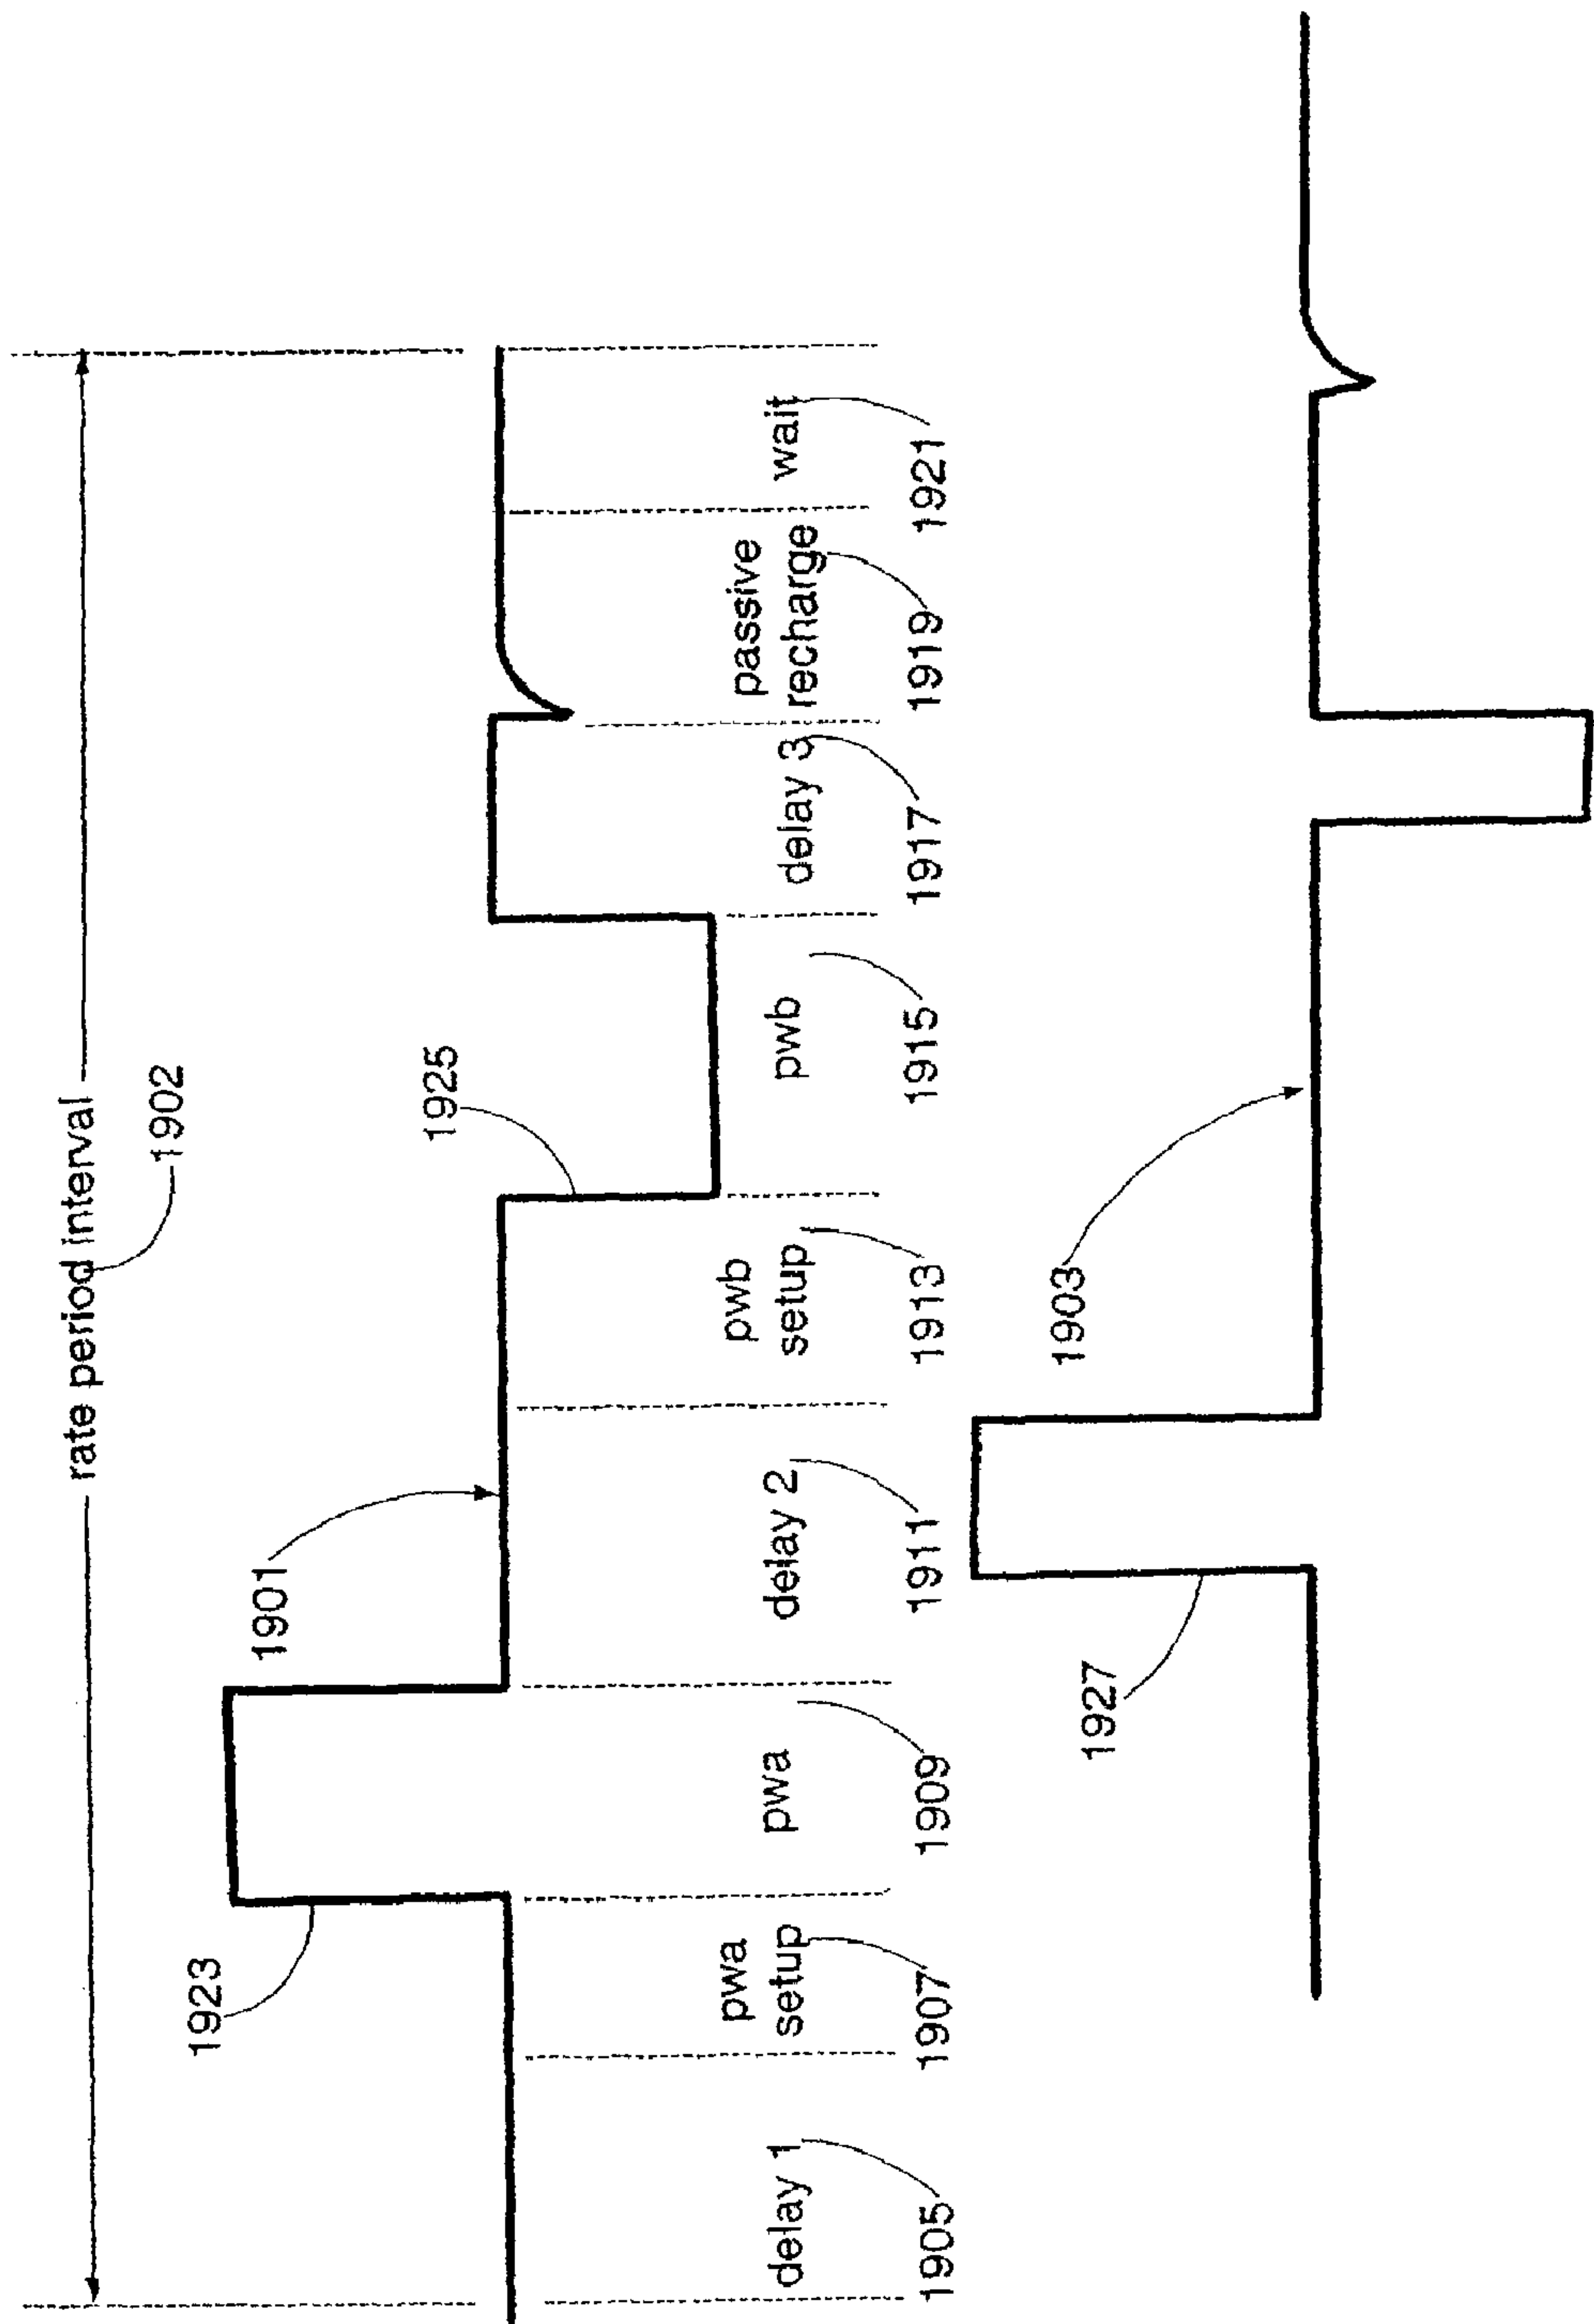 rate period interval
1902
1923
1901
1925
delay 1
pwa
setup
pwa
delay 2
pwb
setup
pwb
delay 3
passive
recharge
wait
1905
1907
1909
1911
1913
1915
1917
1919
1921
1927
1903